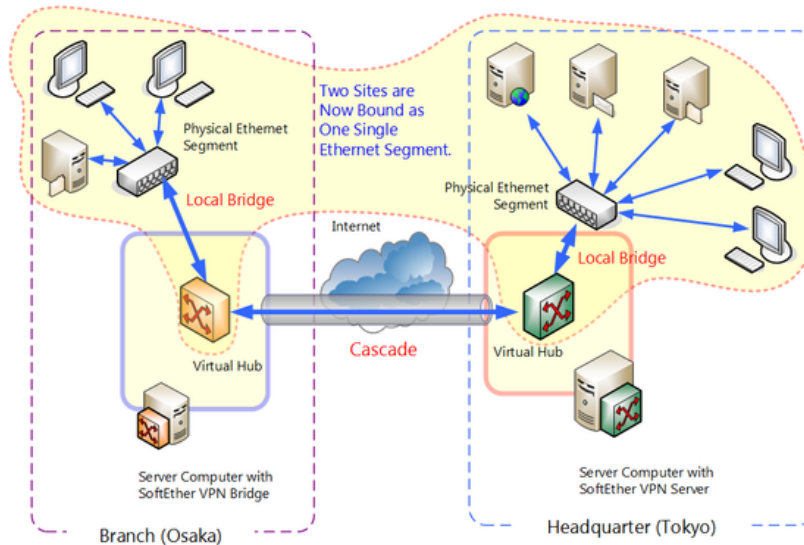 Two Sites are
Now Bound as
One Single
Ethernet Segment.
Physical Ethernet
Segment
Local Bridge
Physical Ethernet
Segment
Local Bridge
Internet
Cascade
Virtual Hub
Virtual Hub
Server Computer with
SoftEther VPN Bridge
Server Computer with
SoftEther VPN Server
Branch (Osaka)
Headquarter (Tokyo)